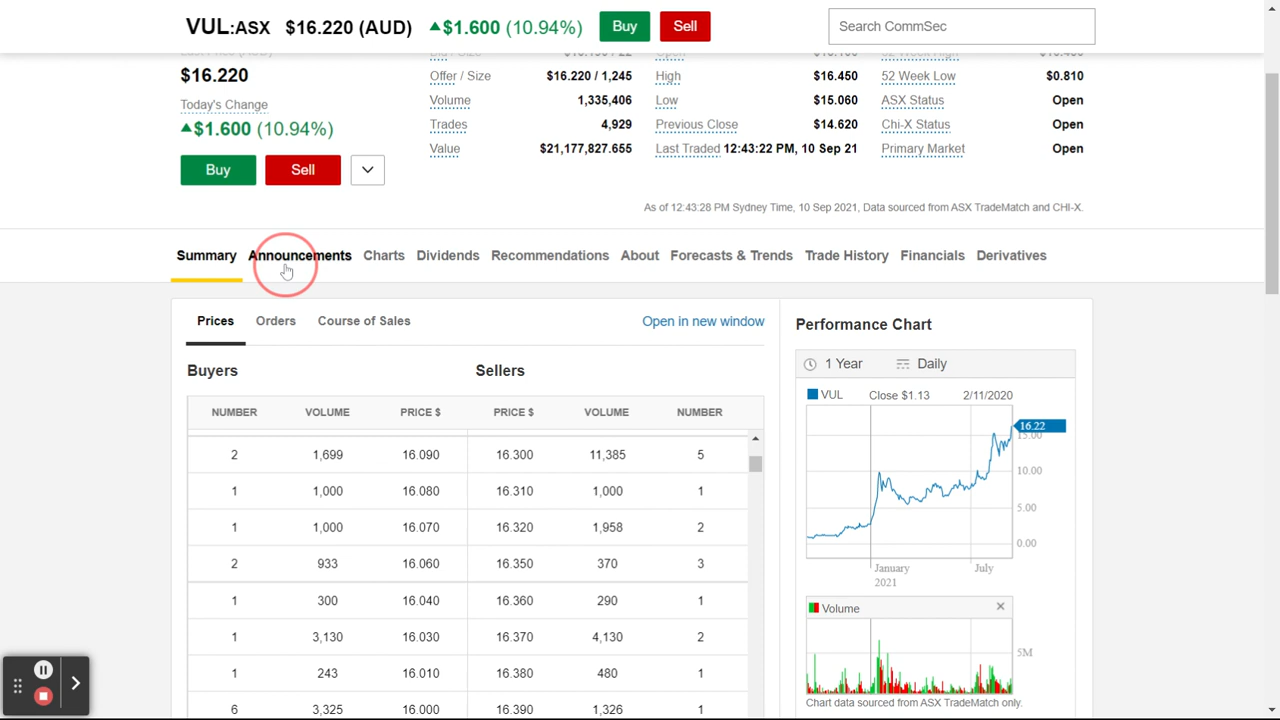 VUL:ASX $16.220 (AUD) $1.600 (10.94%) Buy Sell Search CommSec
$16.220
Offer / Size $16.220 / 1,245 High $16.450 52 Week Low $0.810
Today's Change
$1.600 (10.94%)
Volume 1,335,406 Low $15.060 ASX Status Open
Trades 4,929 Previous Close $14.620 Chi-X Status Open
Value $21,177,827.655 Last Traded 12:43:22 PM, 10 Sep 21 Primary Market Open
Buy Sell
As of 12:43:28 PM Sydney Time, 10 Sep 2021, Data sourced from ASX TradeMatch and CHI-X.
Summary Announcements Charts Dividends Recommendations About Forecasts & Trends Trade History Financials Derivatives
Prices Orders Course of Sales Open in new window
Buyers Sellers
NUMBER VOLUME PRICE $ PRICE $ VOLUME NUMBER
2 1,699 16.090 16.300 11,385 5
1 1,000 16.080 16.310 1,000 1
1 1,000 16.070 16.320 1,958 2
2 933 16.060 16.350 370 3
1 300 16.040 16.360 290 1
1 3,130 16.030 16.370 4,130 2
1 243 16.010 16.380 480 1
6 3,325 16.000 16.390 1,326 1
Performance Chart
1 Year Daily
VUL Close $1.13 2/11/2020
16.22
15.00
10.00
5.00
0.00
January July
2021
Volume
5M
Chart data sourced from ASX TradeMatch only.